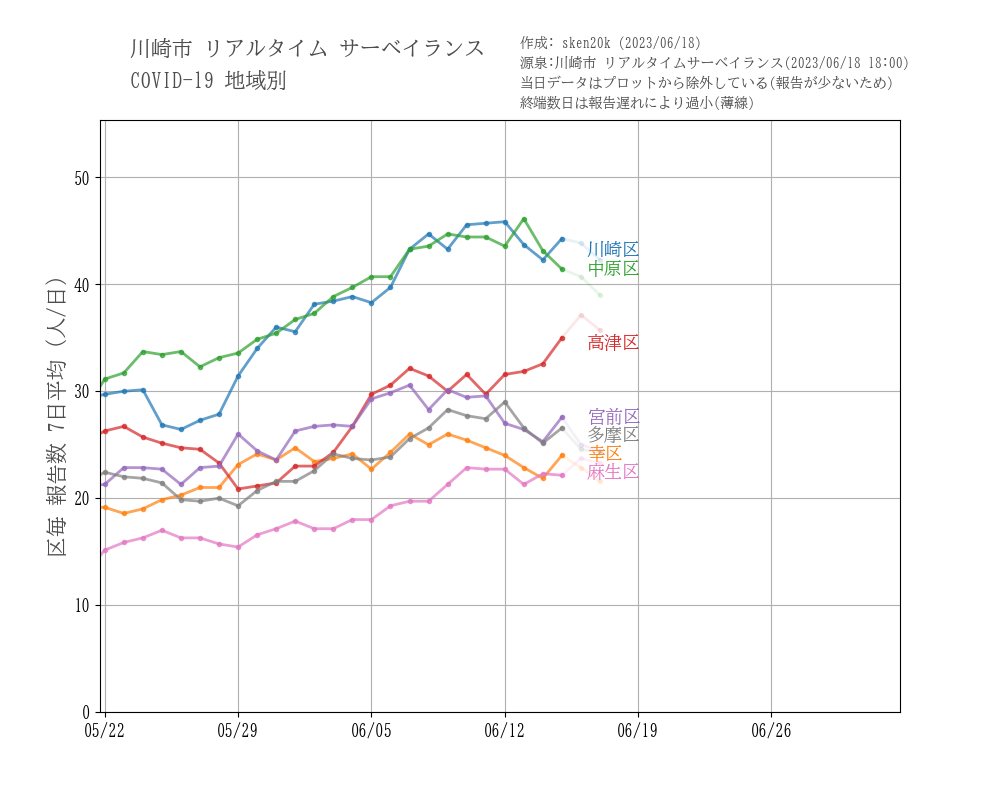 川崎市 リアルタイム サーベイランス
COVID-19 地域別
作成: sken20k (2023/06/18)
源泉:川崎市 リアルタイムサーベイランス(2023/06/18 18:00)
当日データはプロットから除外している(報告が少ないため)
終端数日は報告遅れにより過小(薄線)
区毎 報告数 7日平均 (人/日)
50
40
30
20
10
0
川崎区
中原区
高津区
宮前区
多摩区
幸区
麻生区
05/22
05/29
06/05
06/12
06/19
06/26